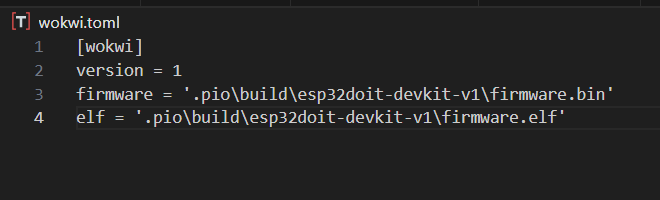 [T] wokwi.toml
1 [wokwi]
2 version = 1
3 firmware = '.pio\build\esp32doit-devkit-v1\firmware.bin'
4 elf = '.pio\build\esp32doit-devkit-v1\firmware.elf'